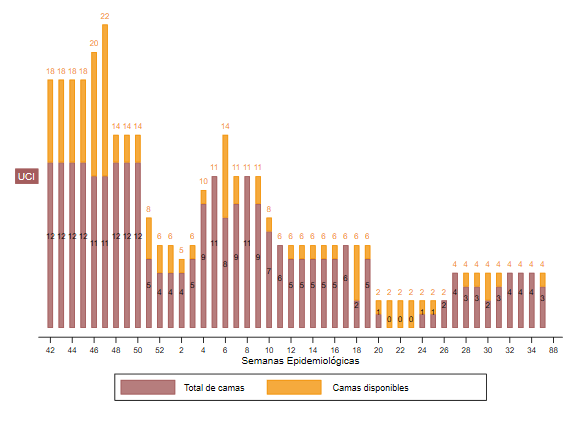 22
20
18 18 18 18
14 14 14 14
11 11 11 11
10
8 8
6 6 6 6 6 6 6 6 6 6 6 6
5
4 4 4 4 4 4 4 4 4
2 2 2 2 2 2 2
UCI
12 12 12 12 11 11 12 12 12 5 4 4 4 5 9 11 8 9 11 9 7 6 5 5 5 5 5 6 2 5 1 0 0 0 1 1 2 4 3 3 2 3 4 4 4 3
42 44 46 48 50 52 2 4 6 8 10 12 14 16 18 20 22 24 26 28 30 32 34 88
Semanas Epidemiológicas
Total de camas Camas disponibles